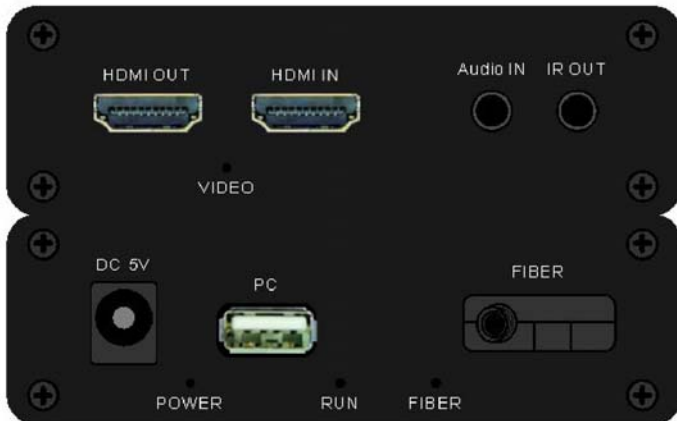 HDMI OUT HDMI IN Audio IN IR OUT
VIDEO
DC 5V PC FIBER
POWER RUN FIBER